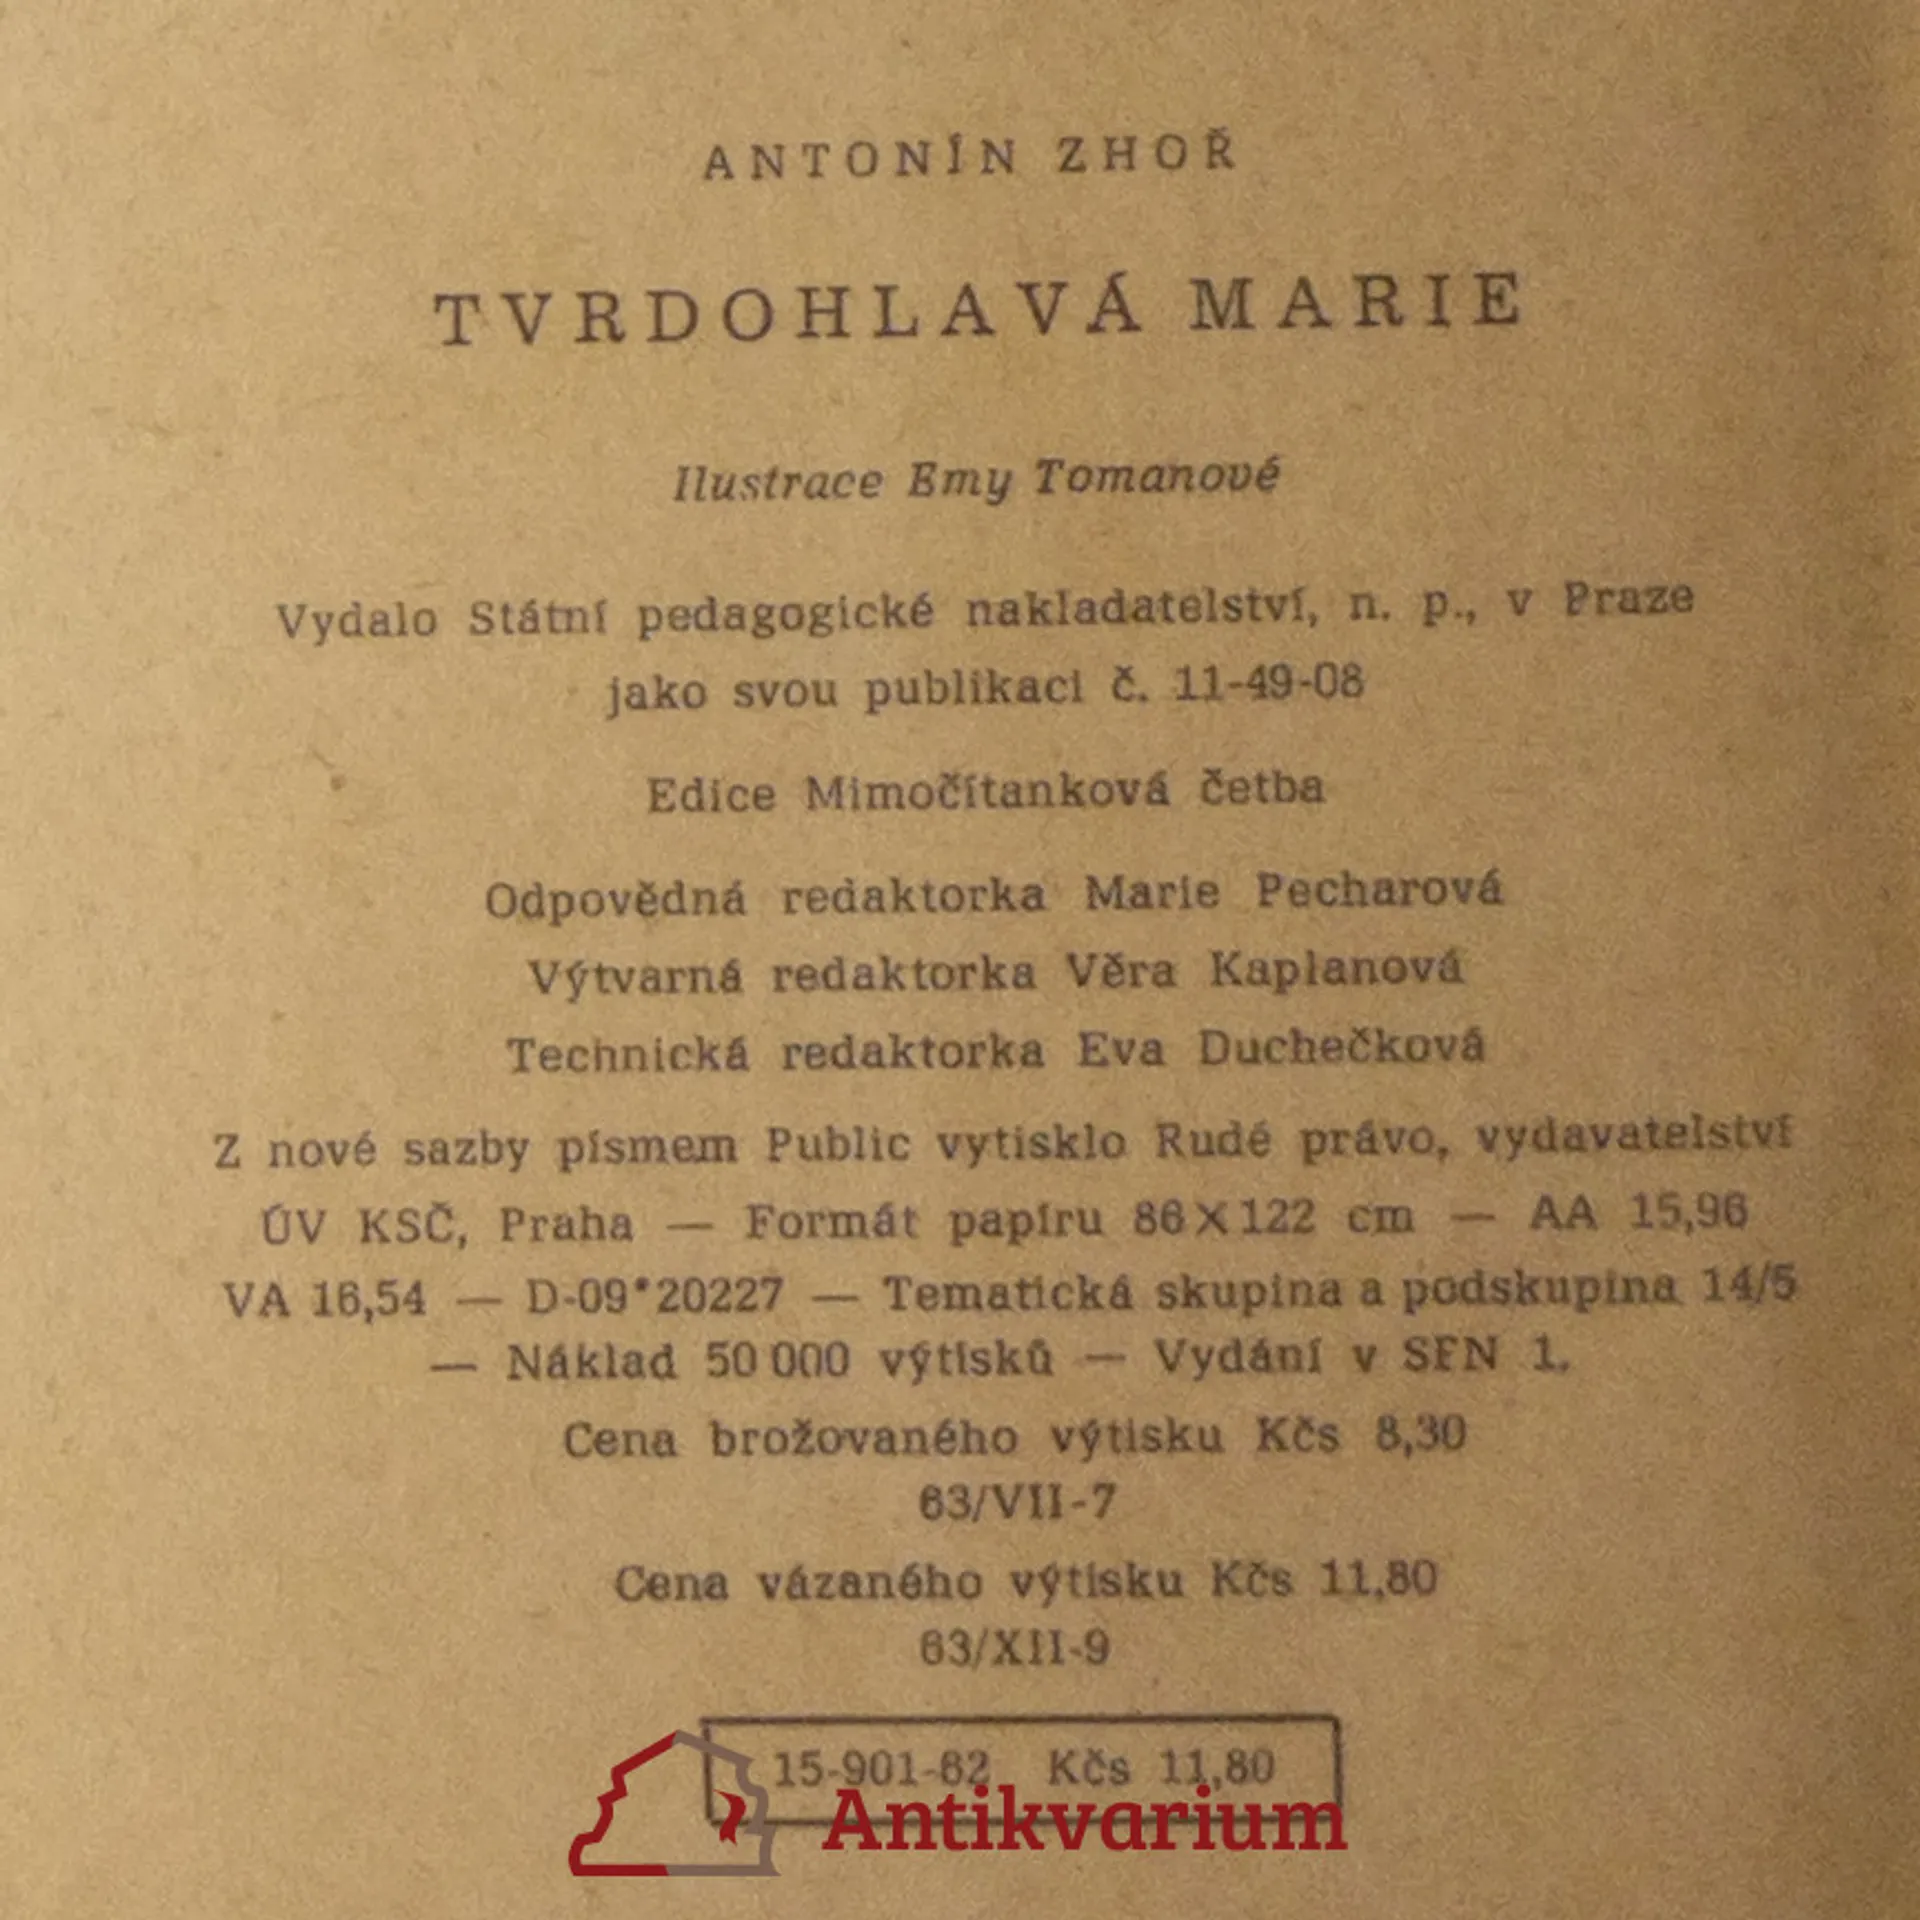 ANTONÍN ZHOŘ
TVRDOHLAVÁ MARIE
Ilustrace Emy Tomanové
Vydalo Státní pedagogické nakladatelství, n. p., v Praze
jako svou publikaci č. 11-49-08
Edice Mimočítanková četba
Odpovědná redaktorka Marie Pecharová
Výtvarná redaktorka Věra Kaplanová
Technická redaktorka Eva Duchečková
Z nové sazby písmem Public vytisklo Rudé právo, vydavatelství
ÚV KSČ, Praha — Formát papíru 86×122 cm — AA 15,96
VA 16,54 — D-09*20227 — Tematická skupina a podskupina 14/5
— Náklad 50 000 výtisků — Vydání v SPN 1.
Cena brožovaného výtisku Kčs 8,30
63/VII-7
Cena vázaného výtisku Kčs 11,80
63/XII-9
15-901-62 Kčs 11,80
Antikvarium